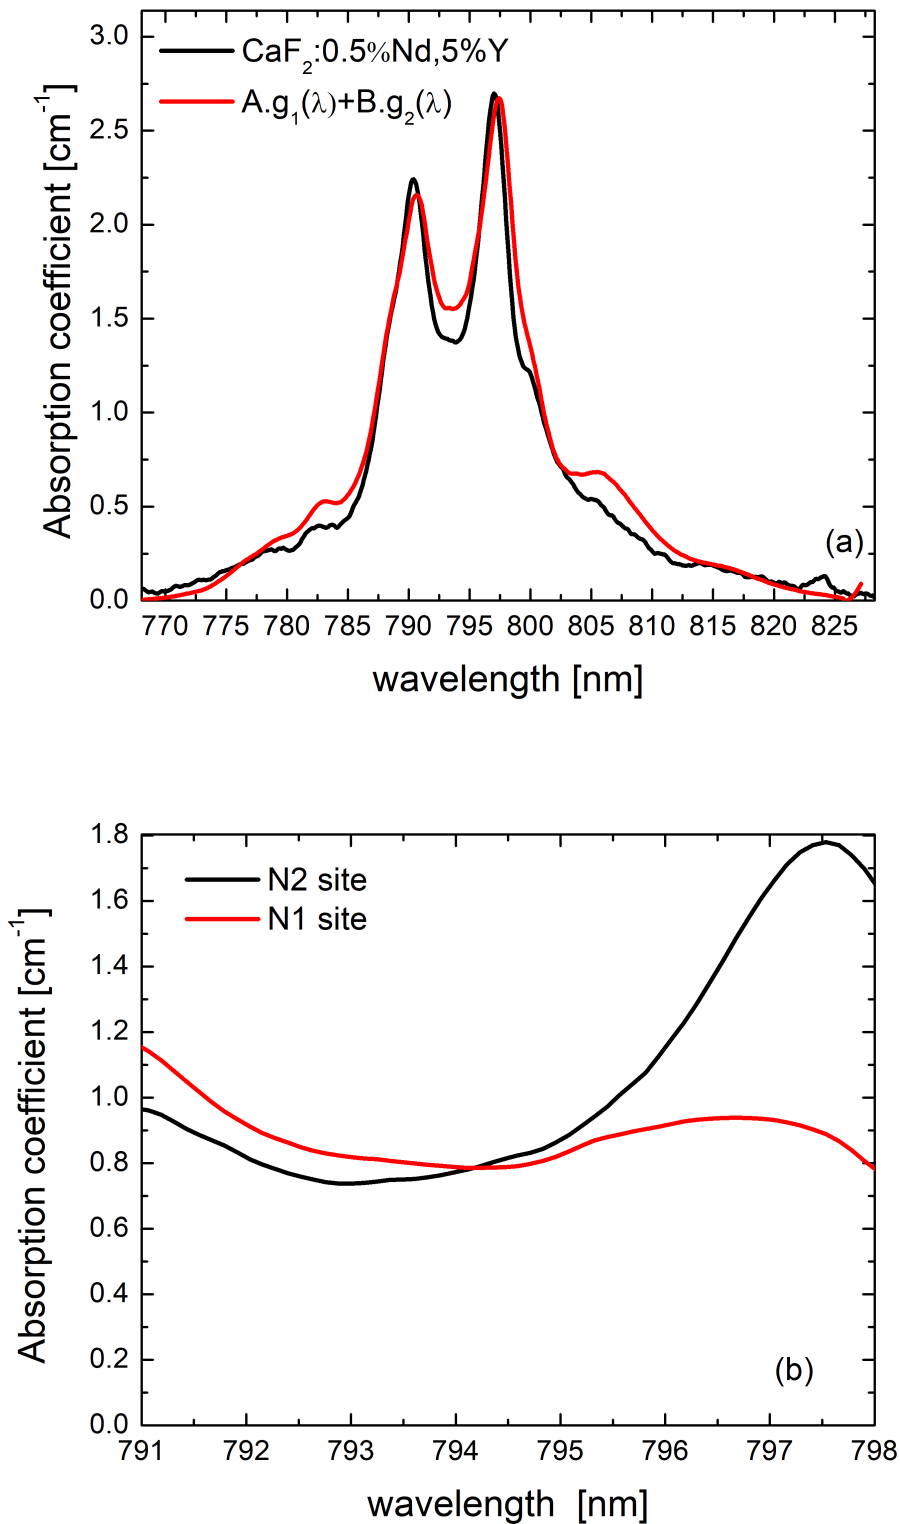 CaF2:0.5%Nd,5%Y
A.g1(λ)+B.g2(λ)
3.0
2.5
2.0
1.5
1.0
0.5
0.0
Absorption coefficient [cm-1]
(a)
770 775 780 785 790 795 800 805 810 815 820 825
wavelength [nm]
N2 site
N1 site
1.8
1.6
1.4
1.2
1.0
0.8
0.6
0.4
0.2
0.0
Absorption coefficient [cm-1]
(b)
791 792 793 794 795 796 797 798
wavelength [nm]